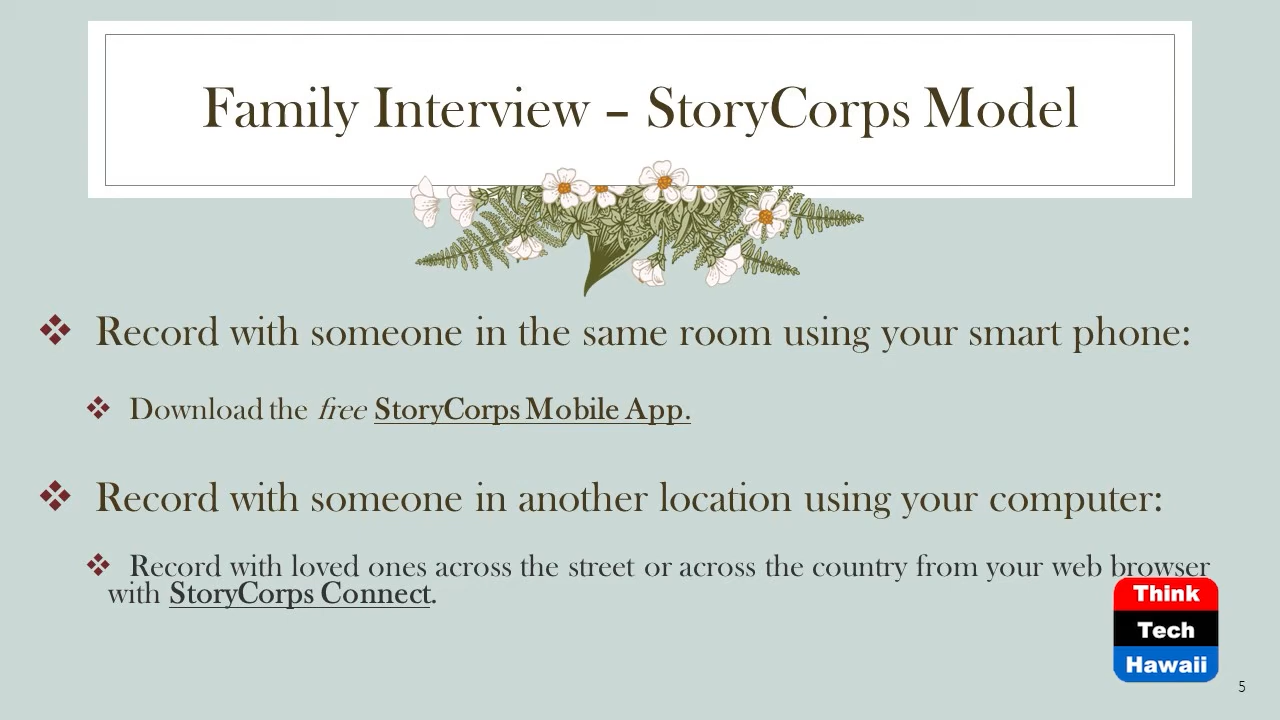 Family Interview – StoryCorps Model
❖ Record with someone in the same room using your smart phone:
❖ Download the free StoryCorps Mobile App.
❖ Record with someone in another location using your computer:
❖ Record with loved ones across the street or across the country from your web browser
with StoryCorps Connect.
Think
Tech
Hawaii
5